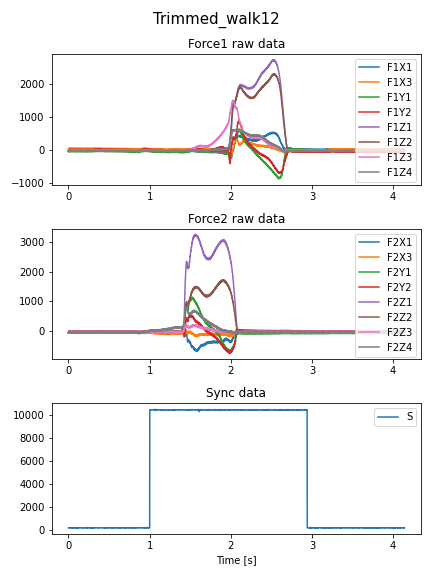 Trimmed_walk12
Force1 raw data
2000
1000
0
−1000
0 1 2 3 4
F1X1
F1X3
F1Y1
F1Y2
F1Z1
F1Z2
F1Z3
F1Z4
Force2 raw data
3000
2000
1000
0
0 1 2 3 4
F2X1
F2X3
F2Y1
F2Y2
F2Z1
F2Z2
F2Z3
F2Z4
Sync data
10000
8000
6000
4000
2000
0
0 1 2 3 4
S
Time [s]